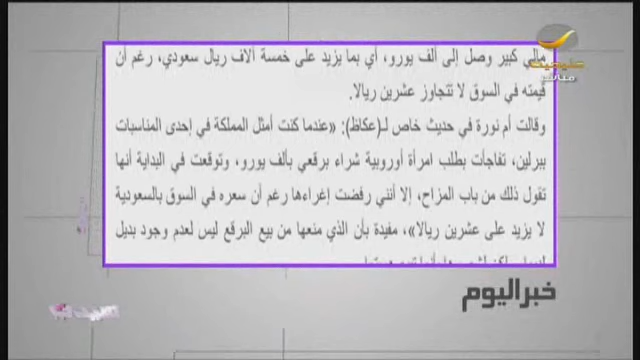 مالي كبير وصل إلى ألف يورو، أي بما يزيد على خمسة آلاف ريال سعودي، رغم أن
قيمته في السوق لا تتجاوز عشرين ريالا.
وقالت أم نورة في حديث خاص لـ(عكاظ): «عندما كنت أمثل المملكة في إحدى المناسبات
ببرلين، تفاجأت بطلب امرأة أوروبية شراء برقعي بألف يورو، وتوقعت في البداية أنها
تقول ذلك من باب المزاح، إلا أنني رفضت إغراءها رغم أن سعره في السوق بالسعودية
لا يزيد على عشرين ريالا»، مفيدة بأن الذي منعها من بيع البرقع ليس لعدم وجود بديل
خبر اليوم
خليجية
مباشر